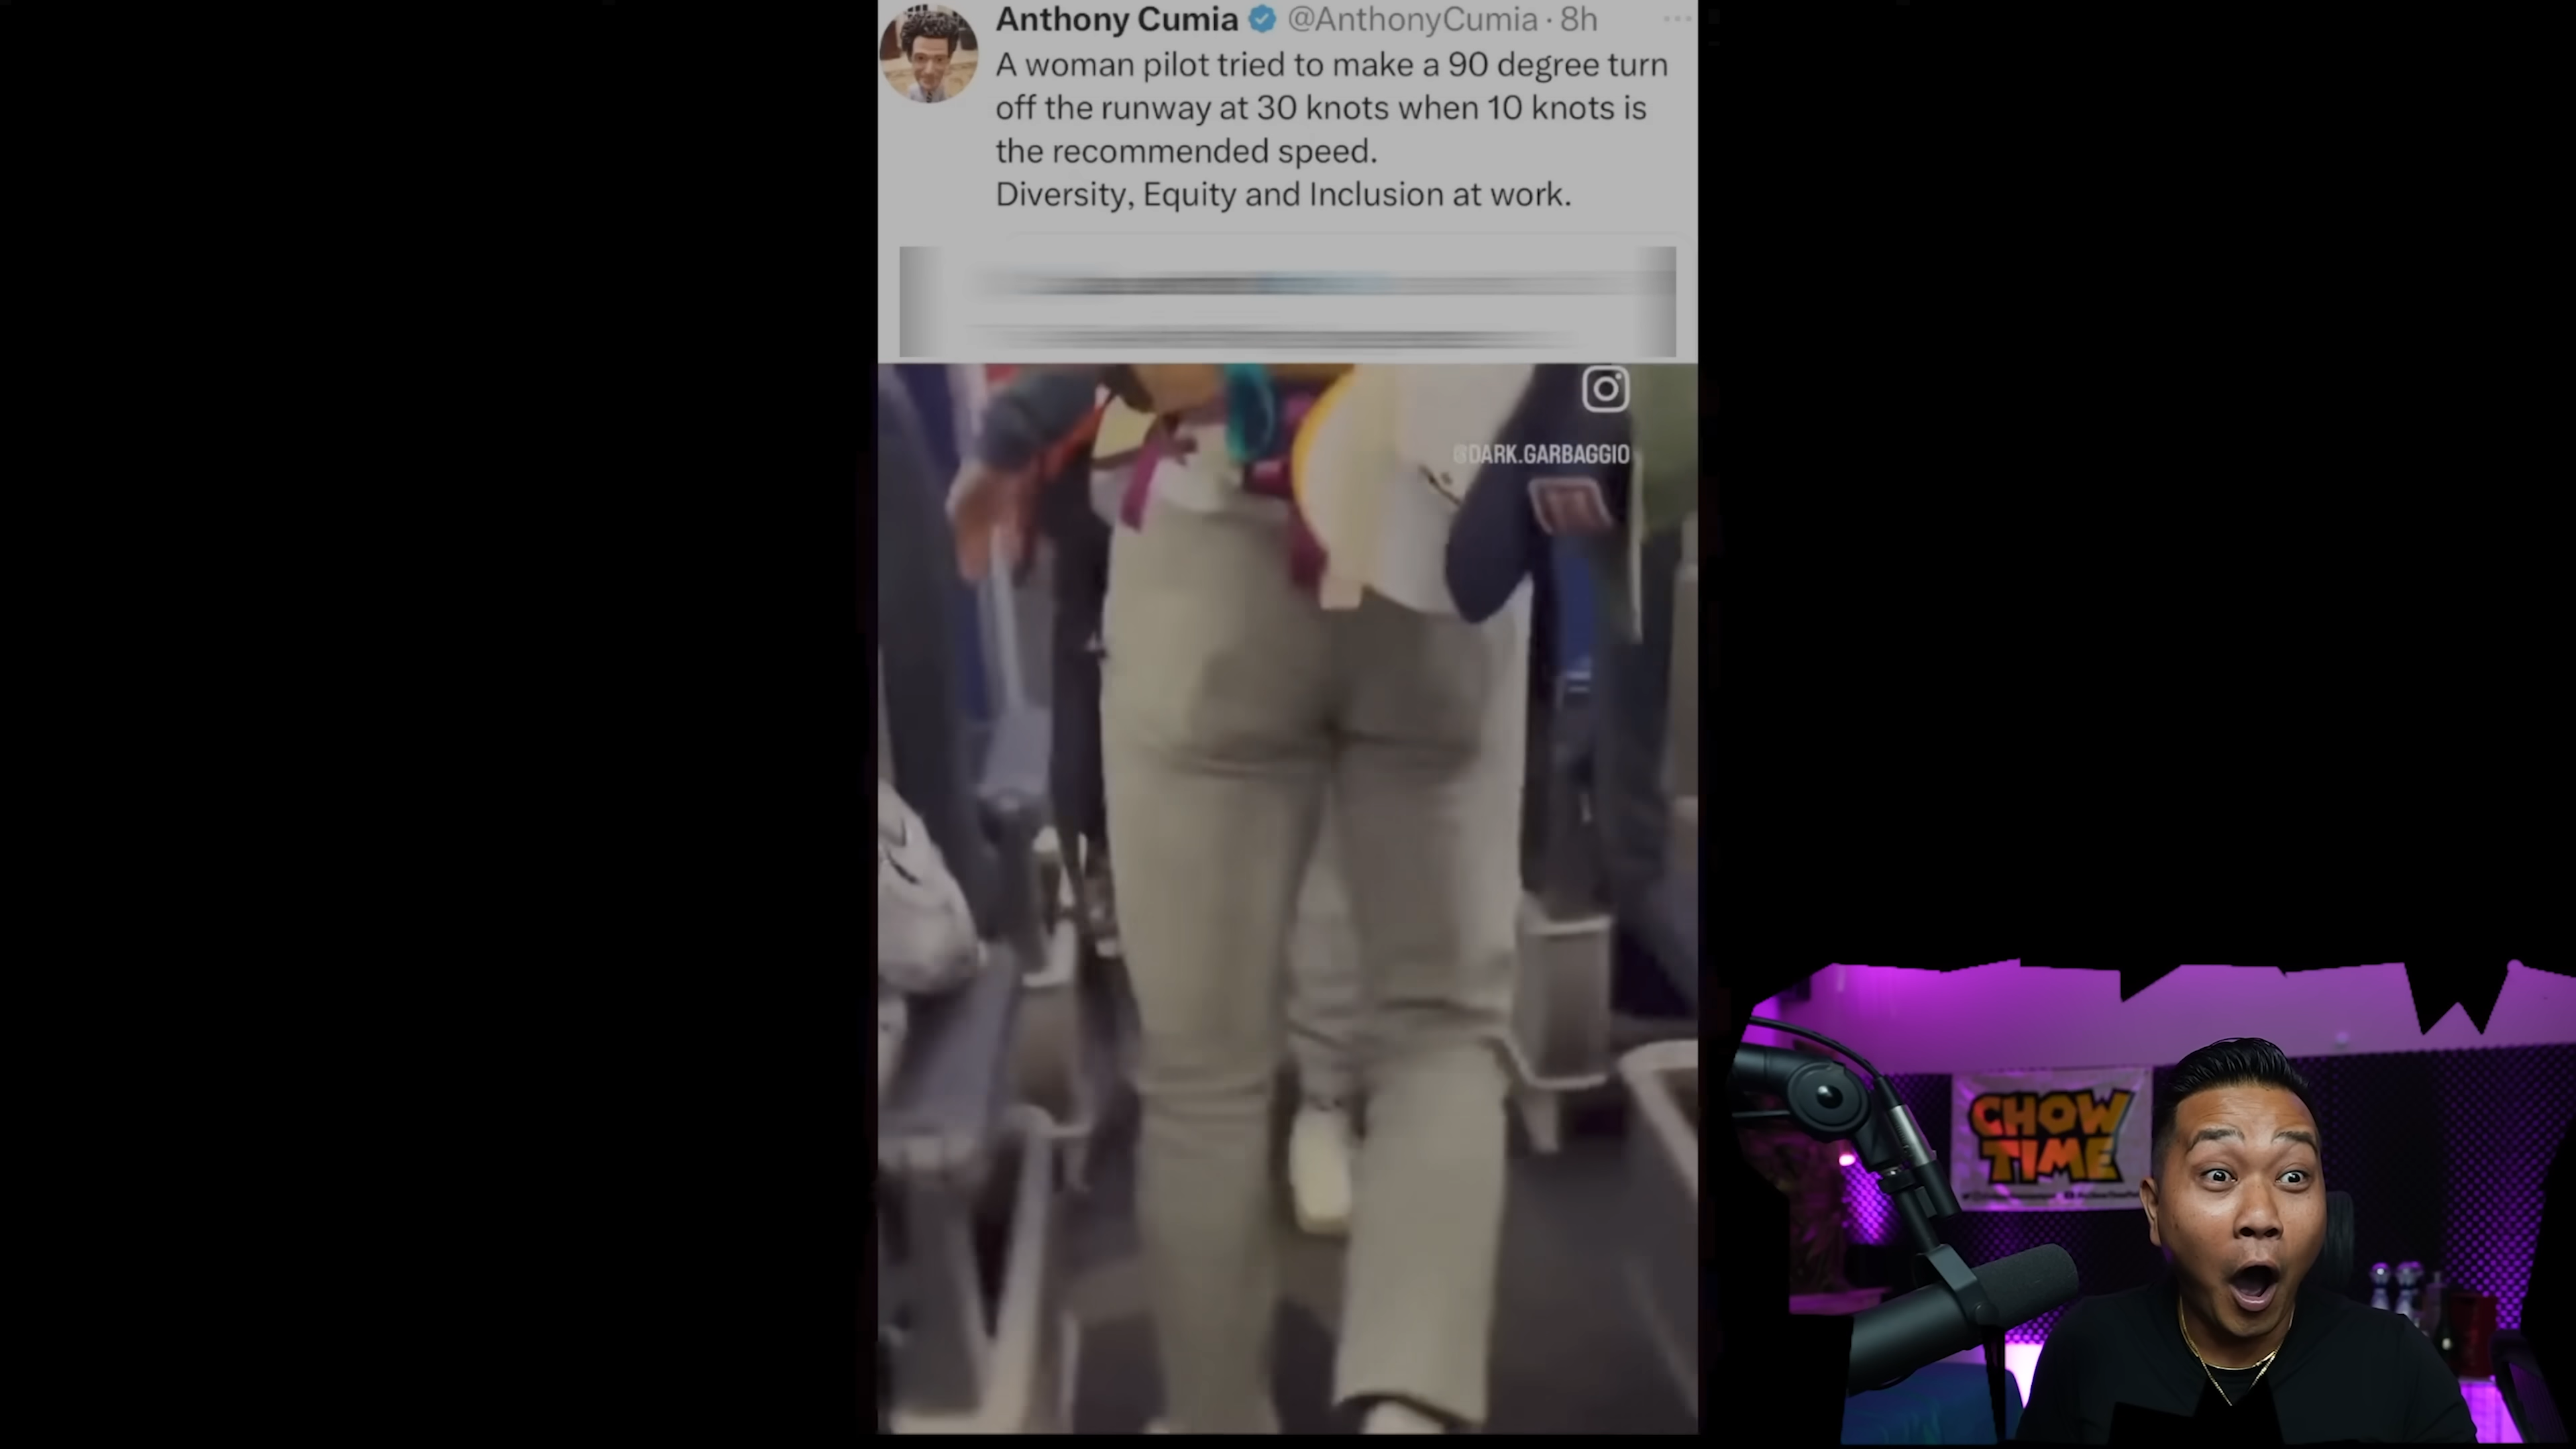 Anthony Cumia @AnthonyCumia · 8h
A woman pilot tried to make a 90 degree turn
off the runway at 30 knots when 10 knots is
the recommended speed.
Diversity, Equity and Inclusion at work.
@DARK.GARBAGGIO
CHOW
TIME